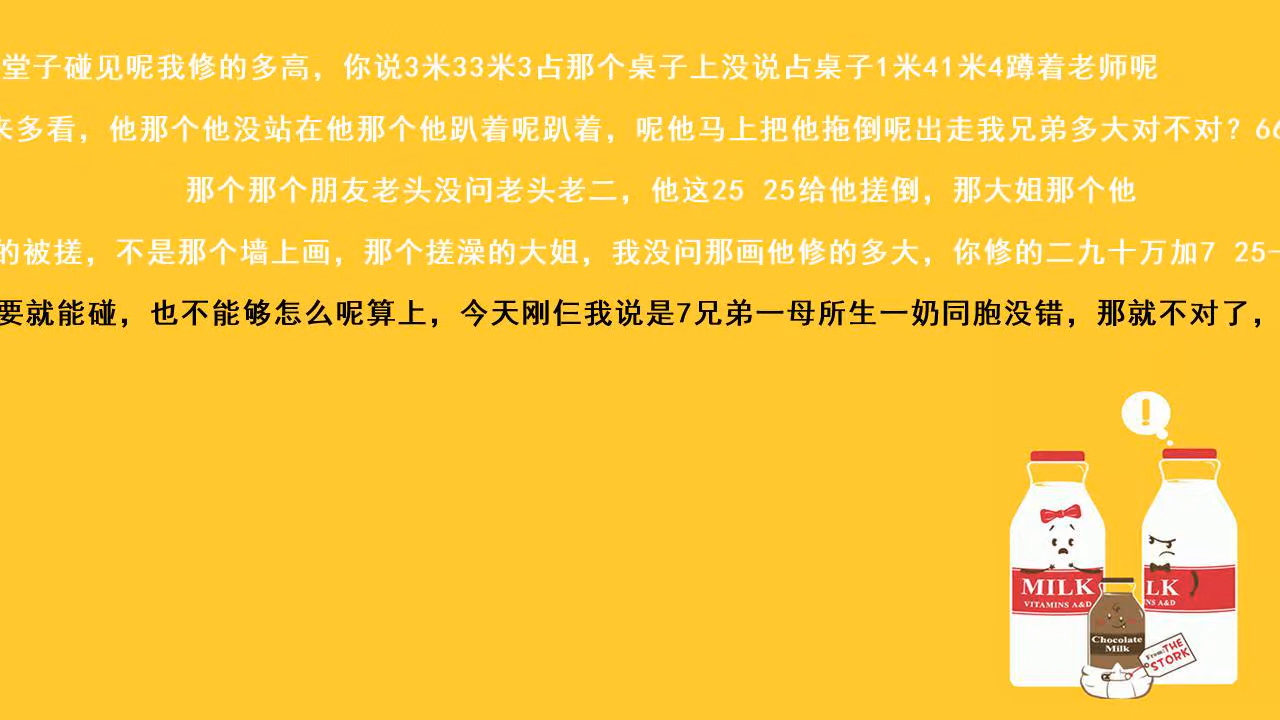 堂子碰见呢我修的多高，你说3米33米3占那个桌子上没说占桌子1米41米4蹲着老师呢
来多看，他那个他没站在他那个他趴着呢趴着，呢他马上把他拖倒呢出走我兄弟多大对不对？66
那个那个朋友老头没问老头老二，他这25 25给他搓倒，那大姐那个他
的被搓，不是那个墙上画，那个搓澡的大姐，我没问那画他修的多大，你修的二九十万加7 25一
要就能碰，也不能够怎么呢算上，今天刚仨我说是7兄弟一母所生一奶同胞没错，那就不对了，
!
MILK
VITAMINS A&D
LK
NS A&D
Chocolate
Milk
From: THE
STORK